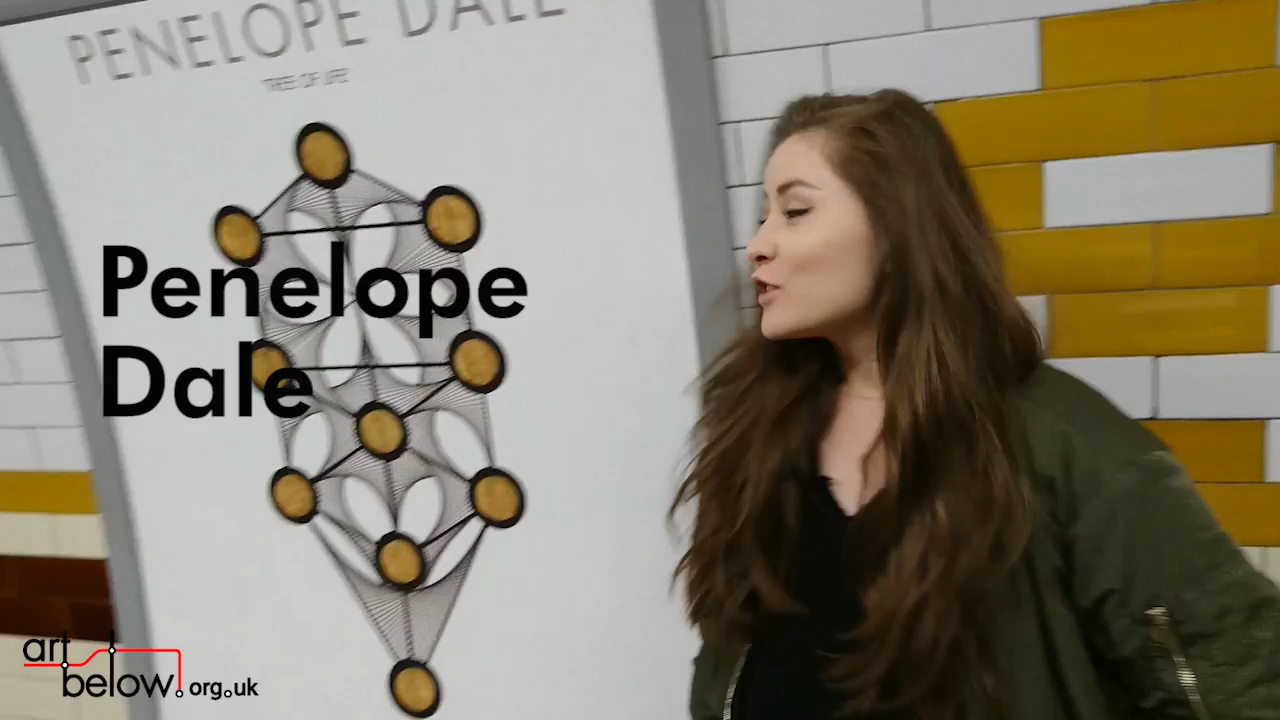 PENELOPE DALE
'TREE OF LIFE'
Penelope
Dale
art
below.org.uk